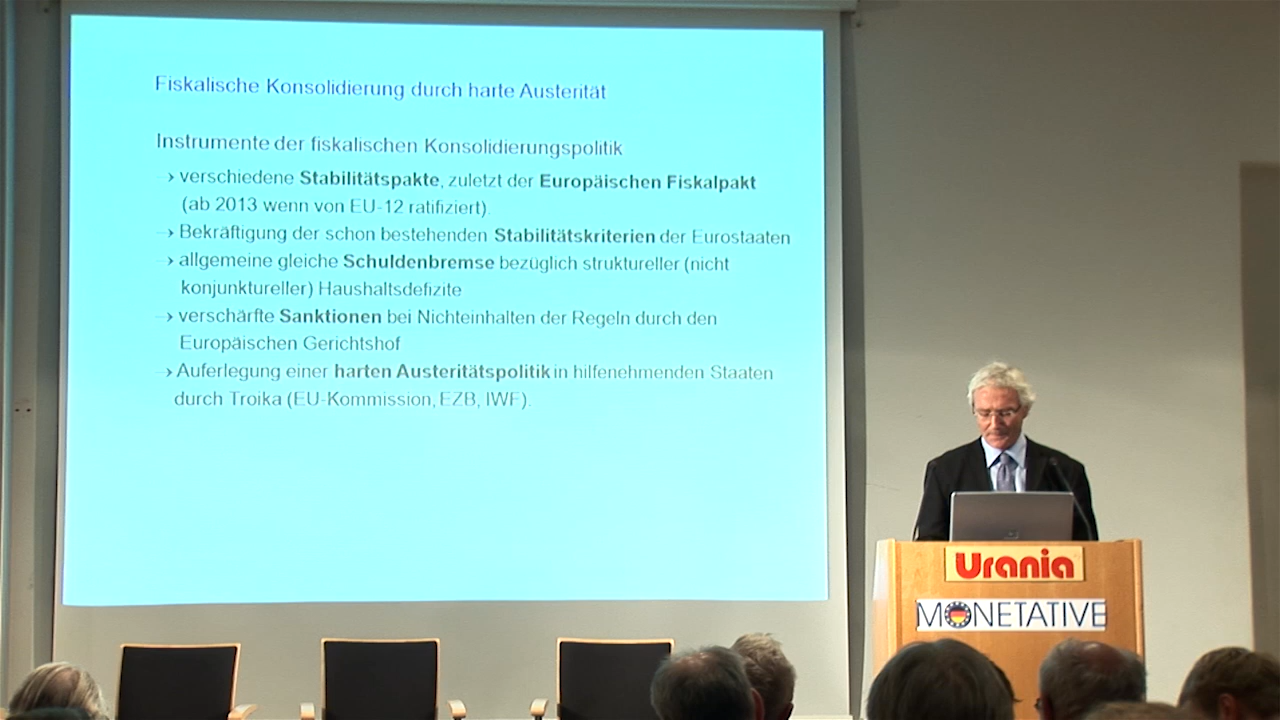 Fiskalische Konsolidierung durch harte Austerität
Instrumente der fiskalischen Konsolidierungspolitik
→ verschiedene Stabilitätspakte, zuletzt der Europäischen Fiskalpakt
(ab 2013 wenn von EU-12 ratifiziert).
→ Bekräftigung der schon bestehenden Stabilitätskriterien der Eurostaaten
→ allgemeine gleiche Schuldenbremse bezüglich struktureller (nicht
konjunktureller) Haushaltsdefizite
→ verschärfte Sanktionen bei Nichteinhalten der Regeln durch den
Europäischen Gerichtshof
→ Auferlegung einer harten Austeritätspolitik in hilfenehmenden Staaten
durch Troika (EU-Kommission, EZB, IWF).
Urania
MONETATIVE